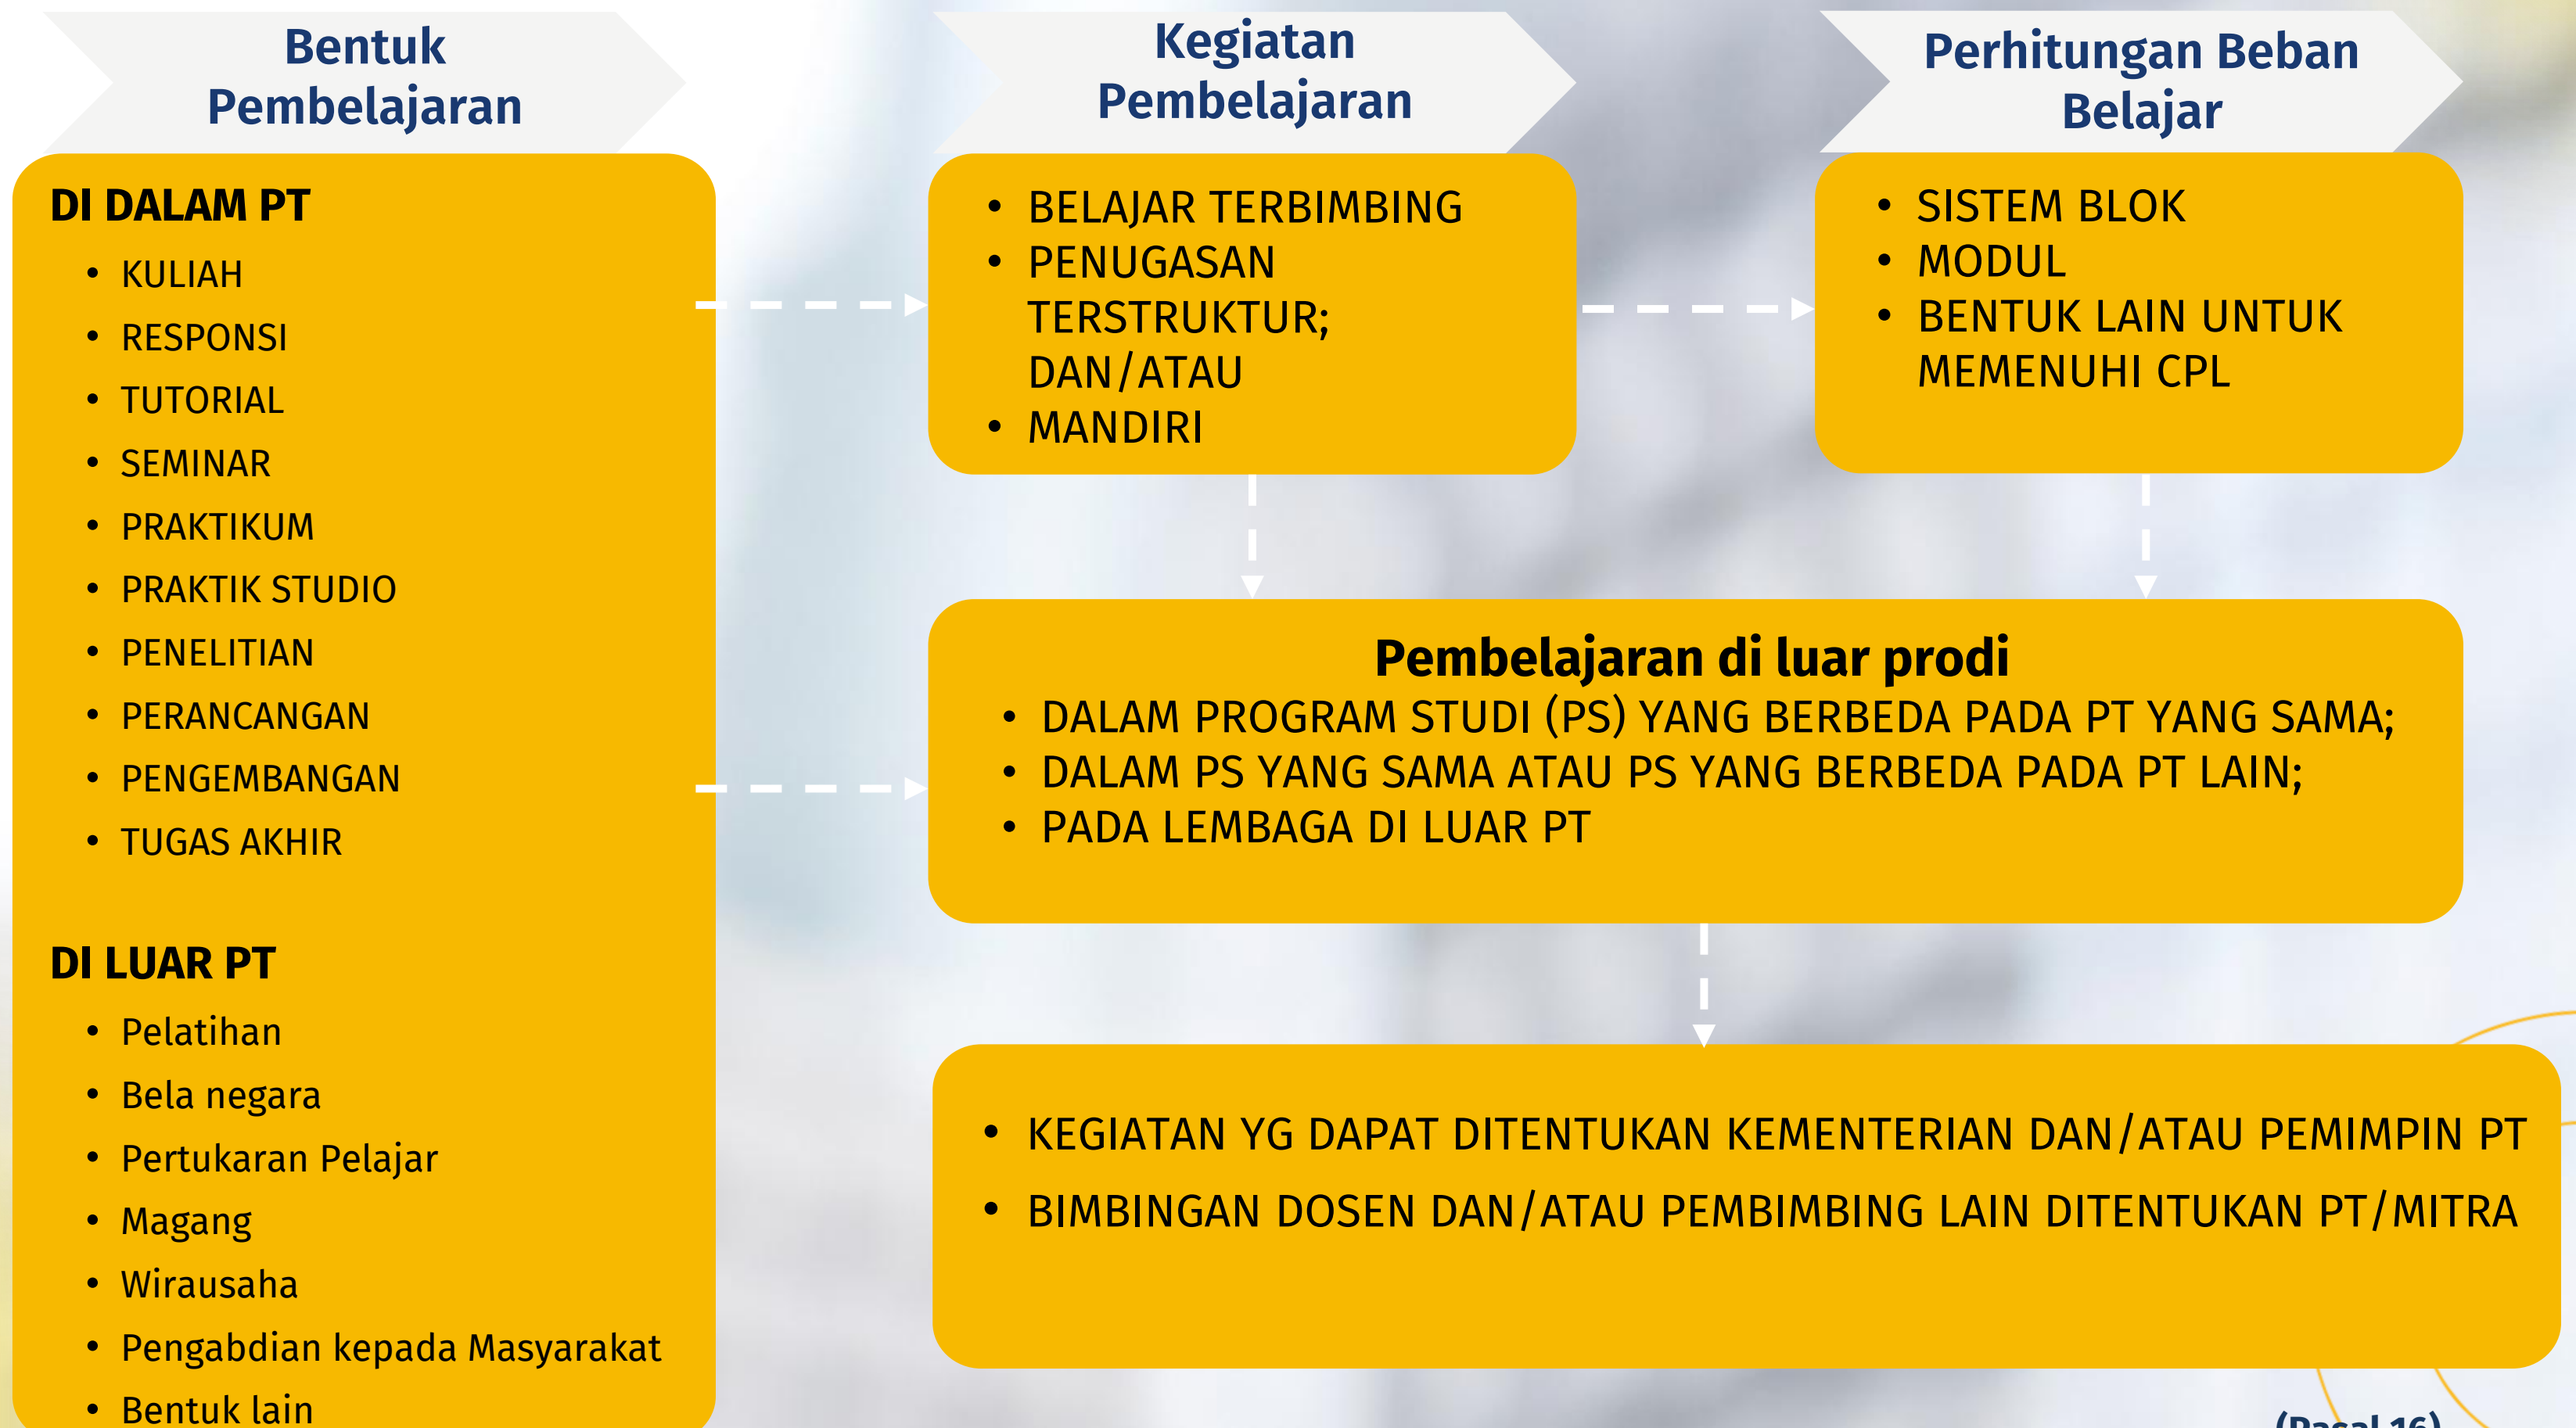 Bentuk
Pembelajaran
DI DALAM PT
• KULIAH
• RESPONSI
• TUTORIAL
• SEMINAR
• PRAKTIKUM
• PRAKTIK STUDIO
• PENELITIAN
• PERANCANGAN
• PENGEMBANGAN
• TUGAS AKHIR
DI LUAR PT
• Pelatihan
• Bela negara
• Pertukaran Pelajar
• Magang
• Wirausaha
• Pengabdian kepada Masyarakat
• Bentuk lain
Kegiatan
Pembelajaran
• BELAJAR TERBIMBING
• PENUGASAN
TERSTRUKTUR;
DAN/ATAU
• MANDIRI
Perhitungan Beban
Belajar
• SISTEM BLOK
• MODUL
• BENTUK LAIN UNTUK
MEMENUHI CPL
Pembelajaran di luar prodi
• DALAM PROGRAM STUDI (PS) YANG BERBEDA PADA PT YANG SAMA;
• DALAM PS YANG SAMA ATAU PS YANG BERBEDA PADA PT LAIN;
• PADA LEMBAGA DI LUAR PT
• KEGIATAN YG DAPAT DITENTUKAN KEMENTERIAN DAN/ATAU PEMIMPIN PT
• BIMBINGAN DOSEN DAN/ATAU PEMBIMBING LAIN DITENTUKAN PT/MITRA
(Pasal 16)